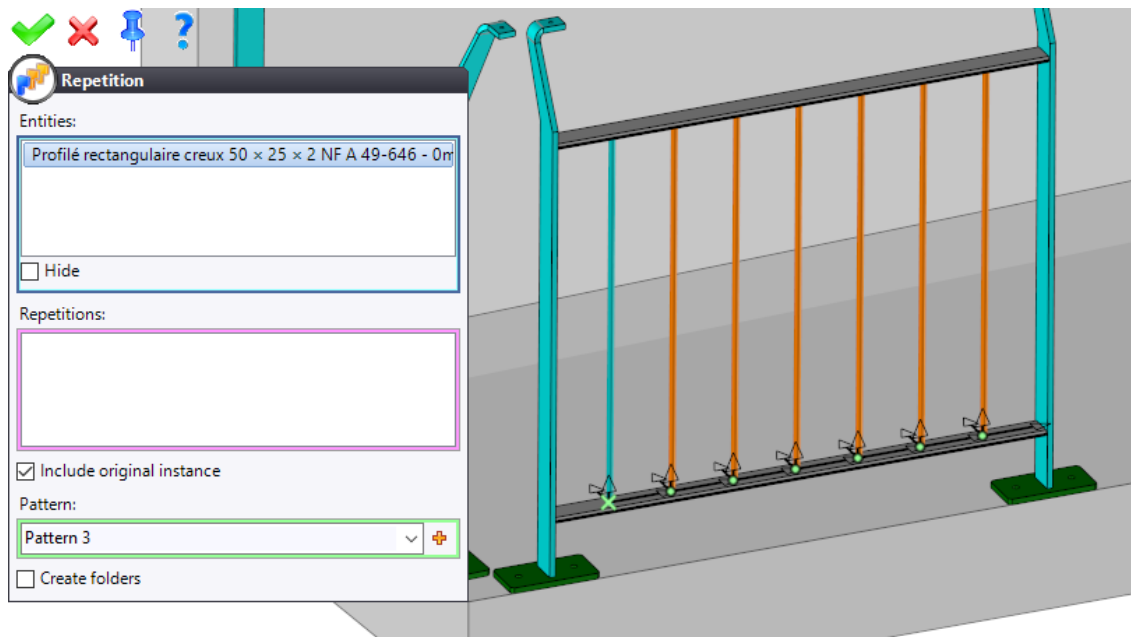 Repetition
Entities:
Profilé rectangulaire creux 50 × 25 × 2 NF A 49-646 - 0m
Hide
Repetitions:
Include original instance
Pattern:
Pattern 3
Create folders